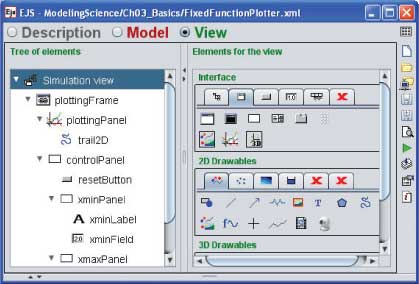 EJS - ModelingScience/Ch03_Basics/FixedFunctionPlotter.xml
Description Model View
Tree of elements
Simulation view
plottingFrame
plottingPanel
trail2D
controlPanel
resetButton
xminPanel
xminLabel
xminField
xmaxPanel
Elements for the view
Interface
2D Drawables
3D Drawables